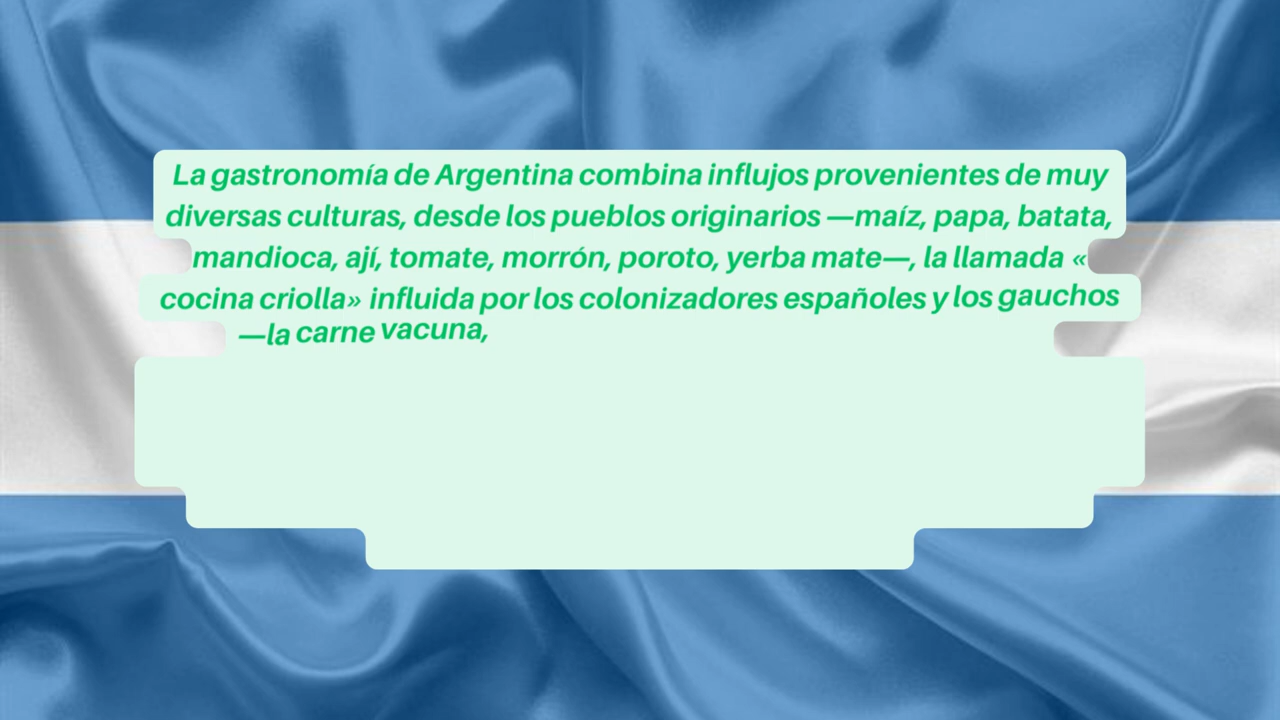 La gastronomía de Argentina combina influjos provenientes de muy
diversas culturas, desde los pueblos originarios —maíz, papa, batata,
mandioca, ají, tomate, morrón, poroto, yerba mate—, la llamada «
cocina criolla» influida por los colonizadores españoles y los gauchos
—la carne vacuna,